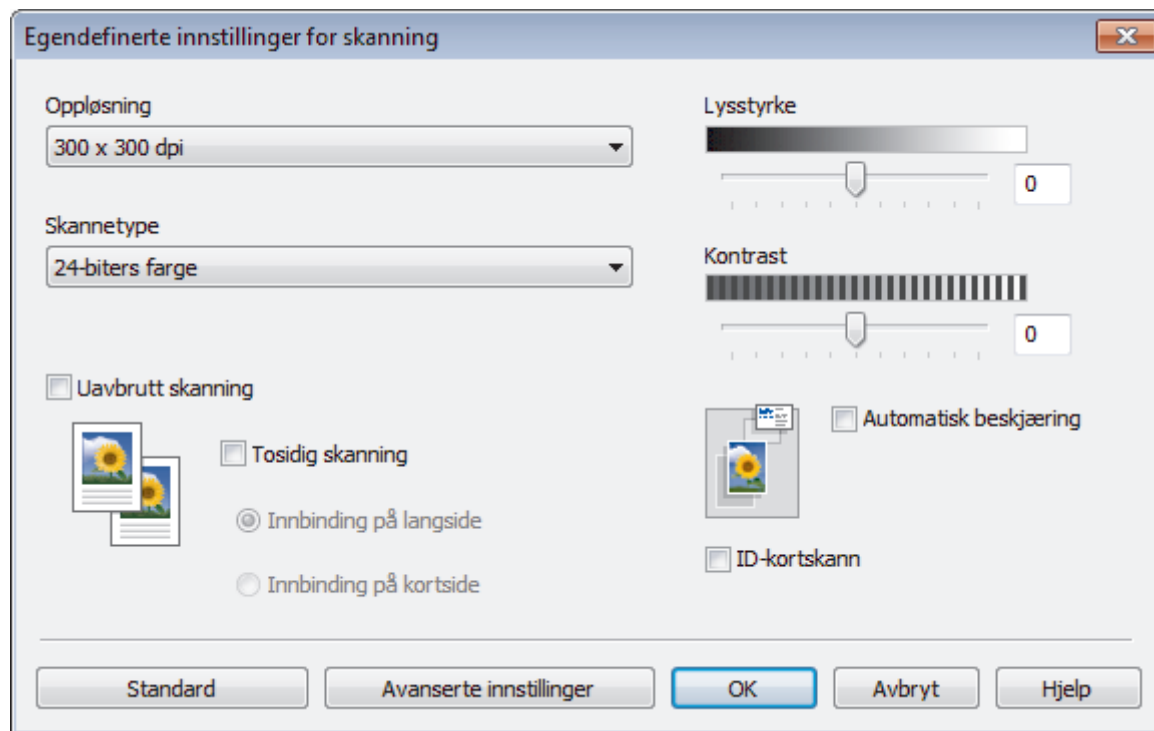 Egendefinerte innstillinger for skanning
Oppløsning
300 x 300 dpi
Skannetype
24-biters farge
Uavbrutt skanning
Tosidig skanning
Innbinding på langside
Innbinding på kortside
Lysstyrke
0
Kontrast
0
Automatisk beskjæring
ID-kortskann
Standard
Avanserte innstillinger
OK
Avbryt
Hjelp